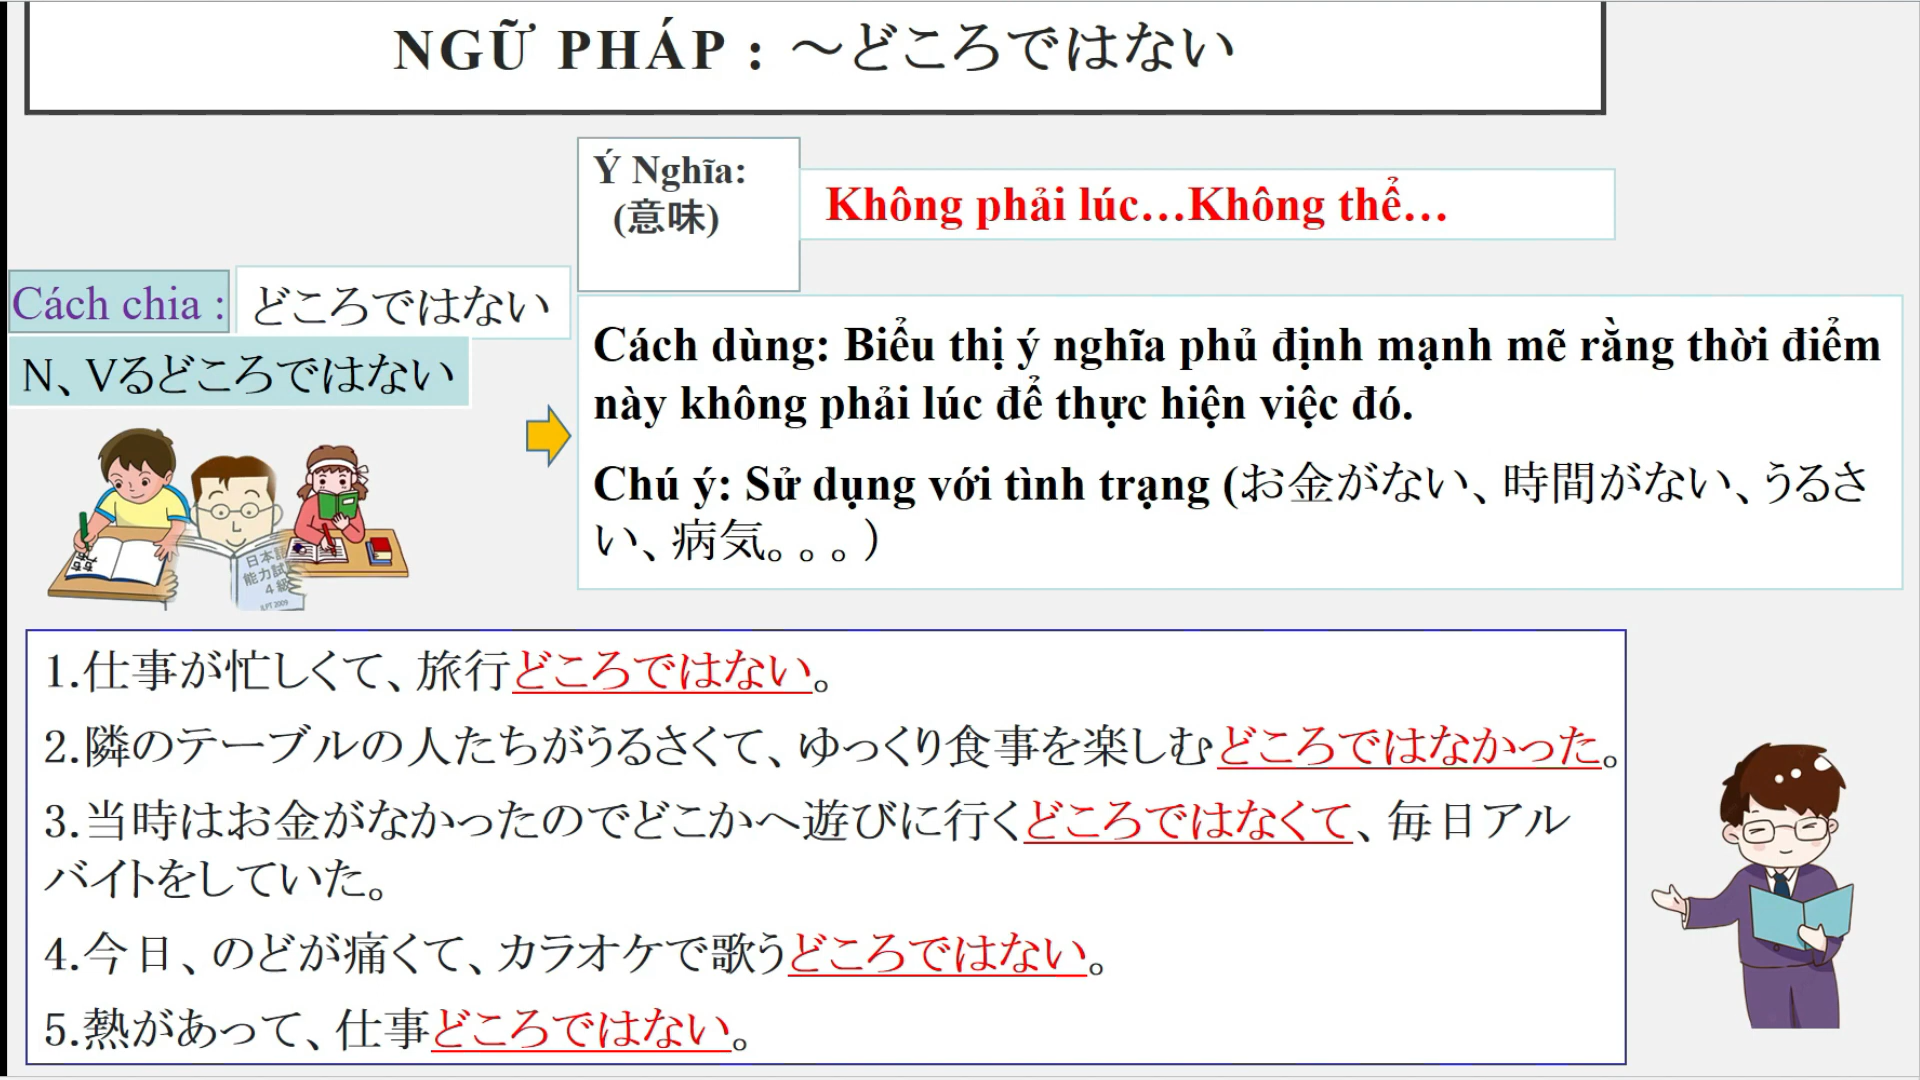 NGỮ PHÁP : ～どころではない
Ý Nghĩa:
(意味)
Không phải lúc…Không thể…
Cách chia :
どころではない
N、Vるどころではない
Cách dùng: Biểu thị ý nghĩa phủ định mạnh mẽ rằng thời điểm
này không phải lúc để thực hiện việc đó.
Chú ý: Sử dụng với tình trạng (お金がない、時間がない、うるさ
い、病気。。。）
日本語
能力試
4 級
JLPT 2009
1.仕事が忙しくて、旅行どころではない。
2.隣のテーブルの人たちがうるさくて、ゆっくり食事を楽しむどころではなかった。
3.当時はお金がなかったのでどこかへ遊びに行くどころではなくて、毎日アル
バイトをしていた。
4.今日、のどが痛くて、カラオケで歌うどころではない。
5.熱があって、仕事どころではない。